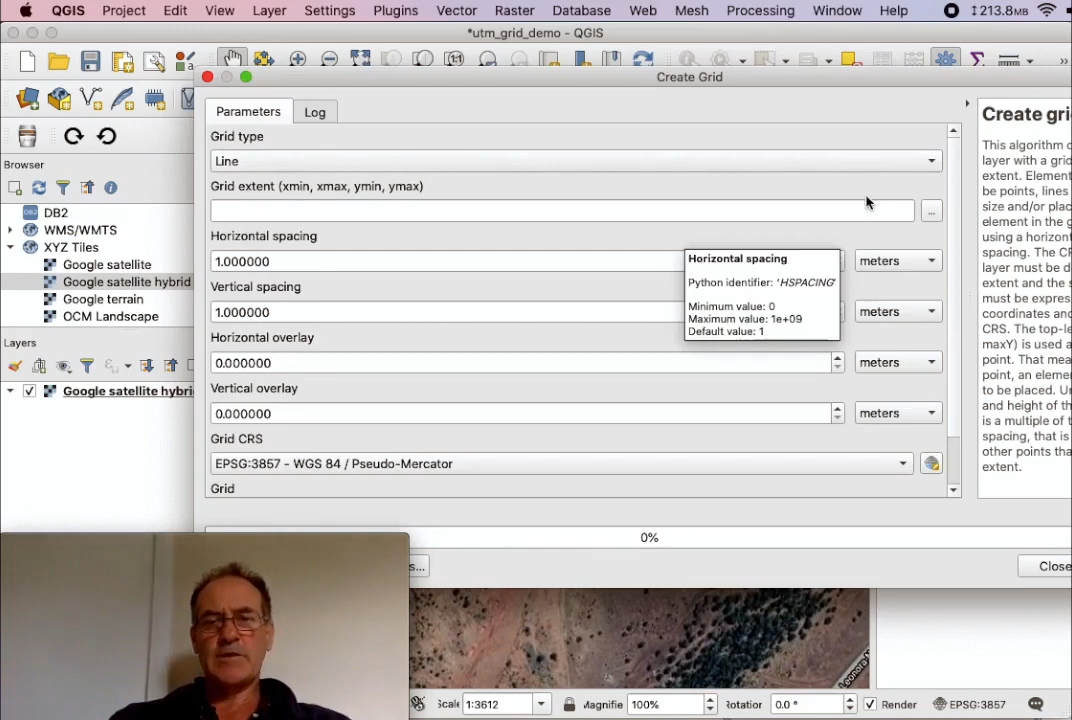 QGIS Project Edit View Layer Settings Plugins Vector Raster Database Web Mesh Processing Window Help 213.8MB
*utm_grid_demo - QGIS
Create Grid
Parameters Log
Grid type
Line
Grid extent (xmin, xmax, ymin, ymax)
...
Horizontal spacing
1.000000 meters
Vertical spacing
1.000000 meters
Horizontal overlay
0.000000 meters
Vertical overlay
0.000000 meters
Grid CRS
EPSG:3857 - WGS 84 / Pseudo-Mercator
Grid
0%
s...
Close
Horizontal spacing
Python identifier: 'HSPACING'
Minimum value: 0
Maximum value: 1e+09
Default value: 1
Create gri
This algorithm c
layer with a grid
extent. Element
be points, lines
size and/or plac
element in the g
using a horizont
spacing. The CR
layer must be d
extent and the s
must be expres
coordinates and
CRS. The top-le
maxY) is used a
point. That mea
point, an eleme
to be placed. Un
and height of th
is a multiple of t
spacing, that is
other points tha
extent.
Browser
DB2
WMS/WMTS
XYZ Tiles
Google satellite
Google satellite hybrid
Google terrain
OCM Landscape
Layers
Google satellite hybri
Scale 1:3612 Magnifie 100% Rotatior 0.0 ° Render EPSG:3857